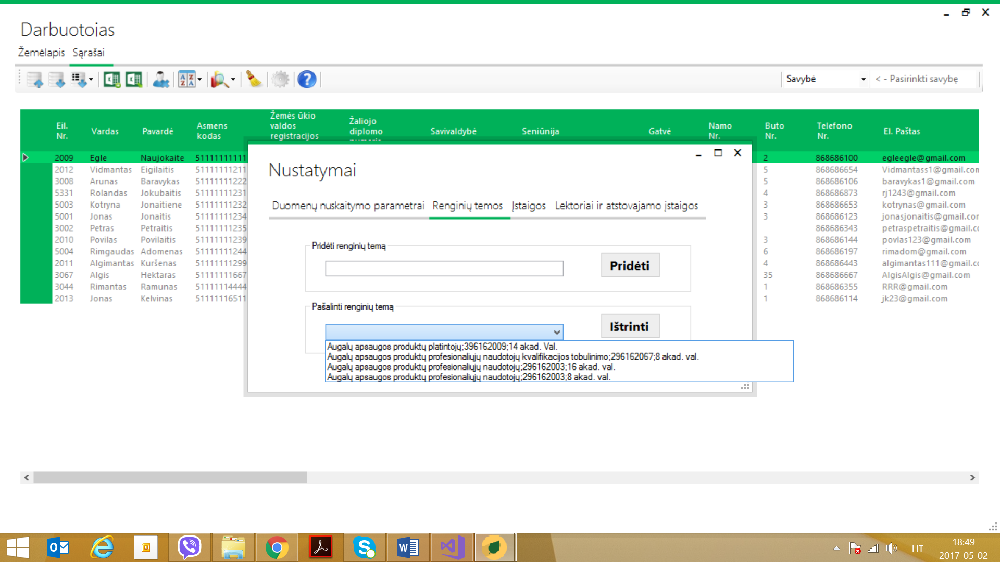 Darbuotojas
Žemėlapis Sąrašai
Savybė < - Pasirinkti savybę
Eil. Nr. Vardas Pavardė Asmens kodas Žemės ūkio valdos registracijos Žaliojo diplomo Savivaldybė Seniūnija Gatvė Namo Nr. Buto Nr. Telefono Nr. El. Paštas
2009 Egle Naujokaite 51111111111 2 868686100 egleegle@gmail.com
2012 Vidmantas Eigilaitis 51111111211 5 868686654 Vidmantass1@gmail.com
3008 Arunas Baravykas 51111111222 5 868686106 baravykas1@gmail.com
5331 Rolandas Jokubaitis 51111111231 4 868686873 rj1243@gmail.com
5003 Kotryna Jonaitiene 51111111232 3 868686653 kotrynas@gmail.com
5001 Jonas Jonaitis 51111111234 3 868686123 jonasjonaitis@gmail.com
3002 Petras Petraitis 51111111235 868686343 petraspetraitis@gmail.cc
2010 Povilas Povilaitis 51111111239 3 868686144 povlas123@gmail.com
5004 Rimgaudas Adomenas 51111111244 6 868686197 rimadom@gmail.com
2011 Algimantas Kuršenas 51111111299 4 868686443 algimantas111@gmail.cc
3067 Algis Hektaras 51111111667 35 868686667 AlgisAlgis@gmail.com
3044 Rimantas Ramunas 51111114444 1 868686355 RRR@gmail.com
2013 Jonas Kelvinas 51111116511 1 868686114 jk23@gmail.com
Nustatymai
Duomenų nuskaitymo parametrai Renginių temos Įstaigos Lektoriai ir atstovajamo įstaigos
Pridėti renginių temą
Pridėti
Pašalinti renginių temą
Ištrinti
Augalų apsaugos produktų platintojų;396162009;14 akad. Val.
Augalų apsaugos produktų profesionaliųjų naudotojų kvalifikacijos tobulinimo;296162067;8 akad. val.
Augalų apsaugos produktų profesionaliųjų naudotojų;296162003;16 akad. val.
Augalų apsaugos produktų profesionaliųjų naudotojų;296162003;8 akad. val.
LIT
18:49
2017-05-02